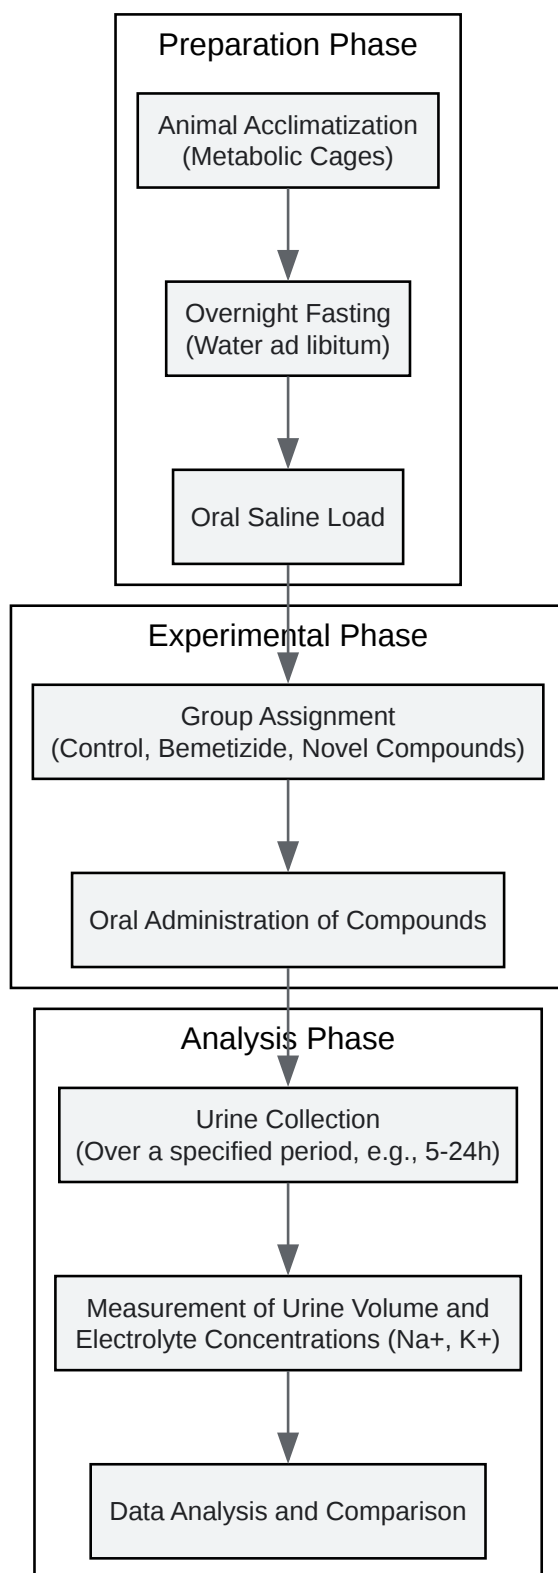 Preparation Phase
Animal Acclimatization
(Metabolic Cages)
Overnight Fasting
(Water ad libitum)
Oral Saline Load
Experimental Phase
Group Assignment
(Control, Bemetizide, Novel Compounds)
Oral Administration of Compounds
Analysis Phase
Urine Collection
(Over a specified period, e.g., 5-24h)
Measurement of Urine Volume and
Electrolyte Concentrations (Na+, K+)
Data Analysis and Comparison